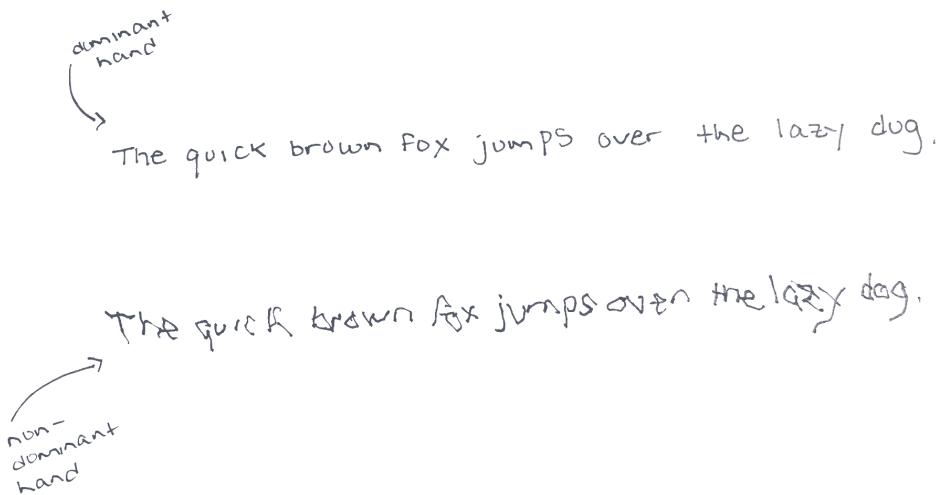 dominant
hand
The quick brown fox jumps over the lazy dog.
The quick brown fox jumps over the lazy dog.
non-
dominant
hand